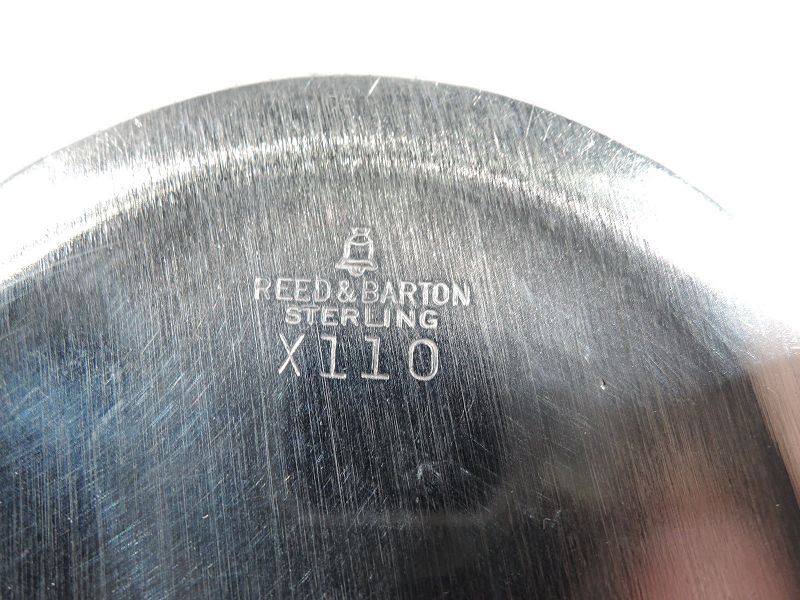 REED & BARTON
STERLING
X110